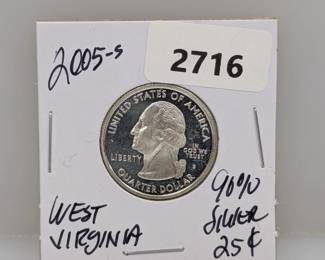 2005-S
2716
UNITED STATES OF AMERICA
LIBERTY
IN
GOD WE
TRUST
S
QUARTER DOLLAR
WEST
VIRGINIA
90%
SILVER
25¢